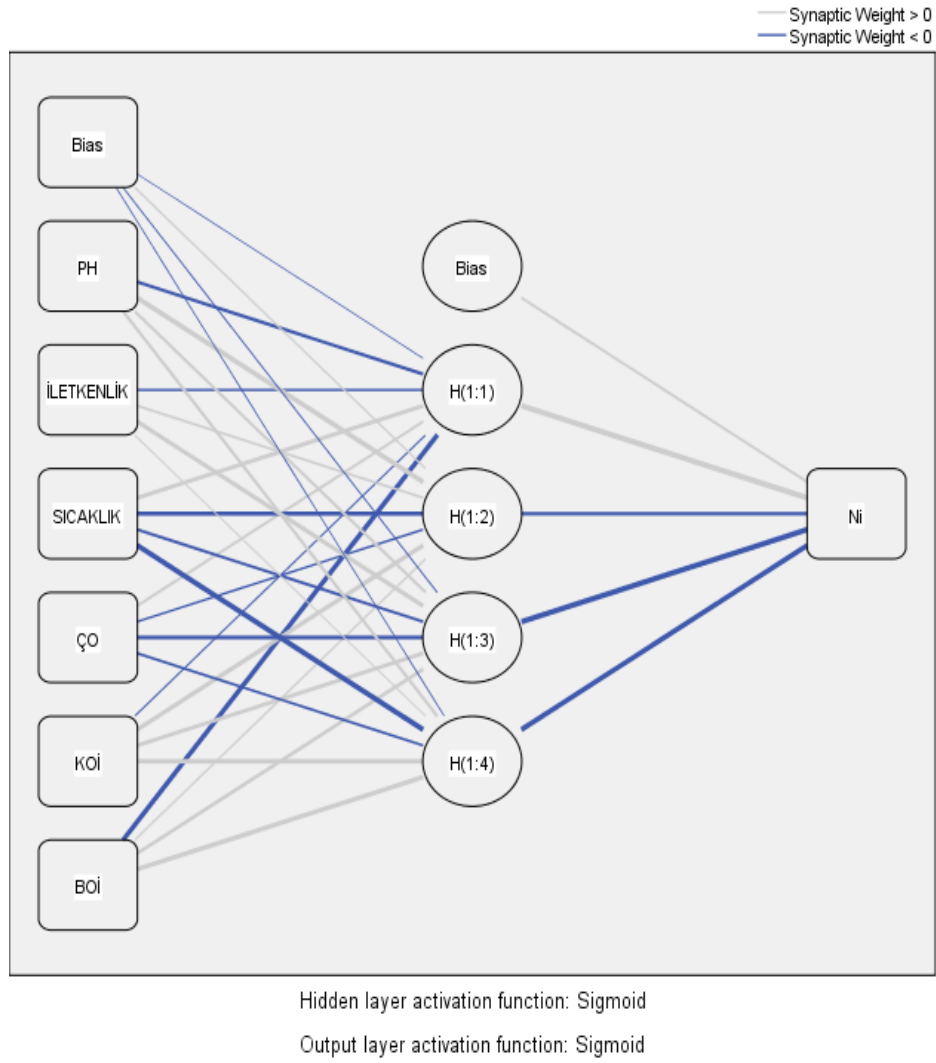 Synaptic Weight > 0
Synaptic Weight < 0
Bias
PH
Bias
İLETKENLİK
H(1:1)
SICAKLIK
H(1:2)
Ni
ÇO
H(1:3)
KOİ
H(1:4)
BOİ
Hidden layer activation function: Sigmoid
Output layer activation function: Sigmoid